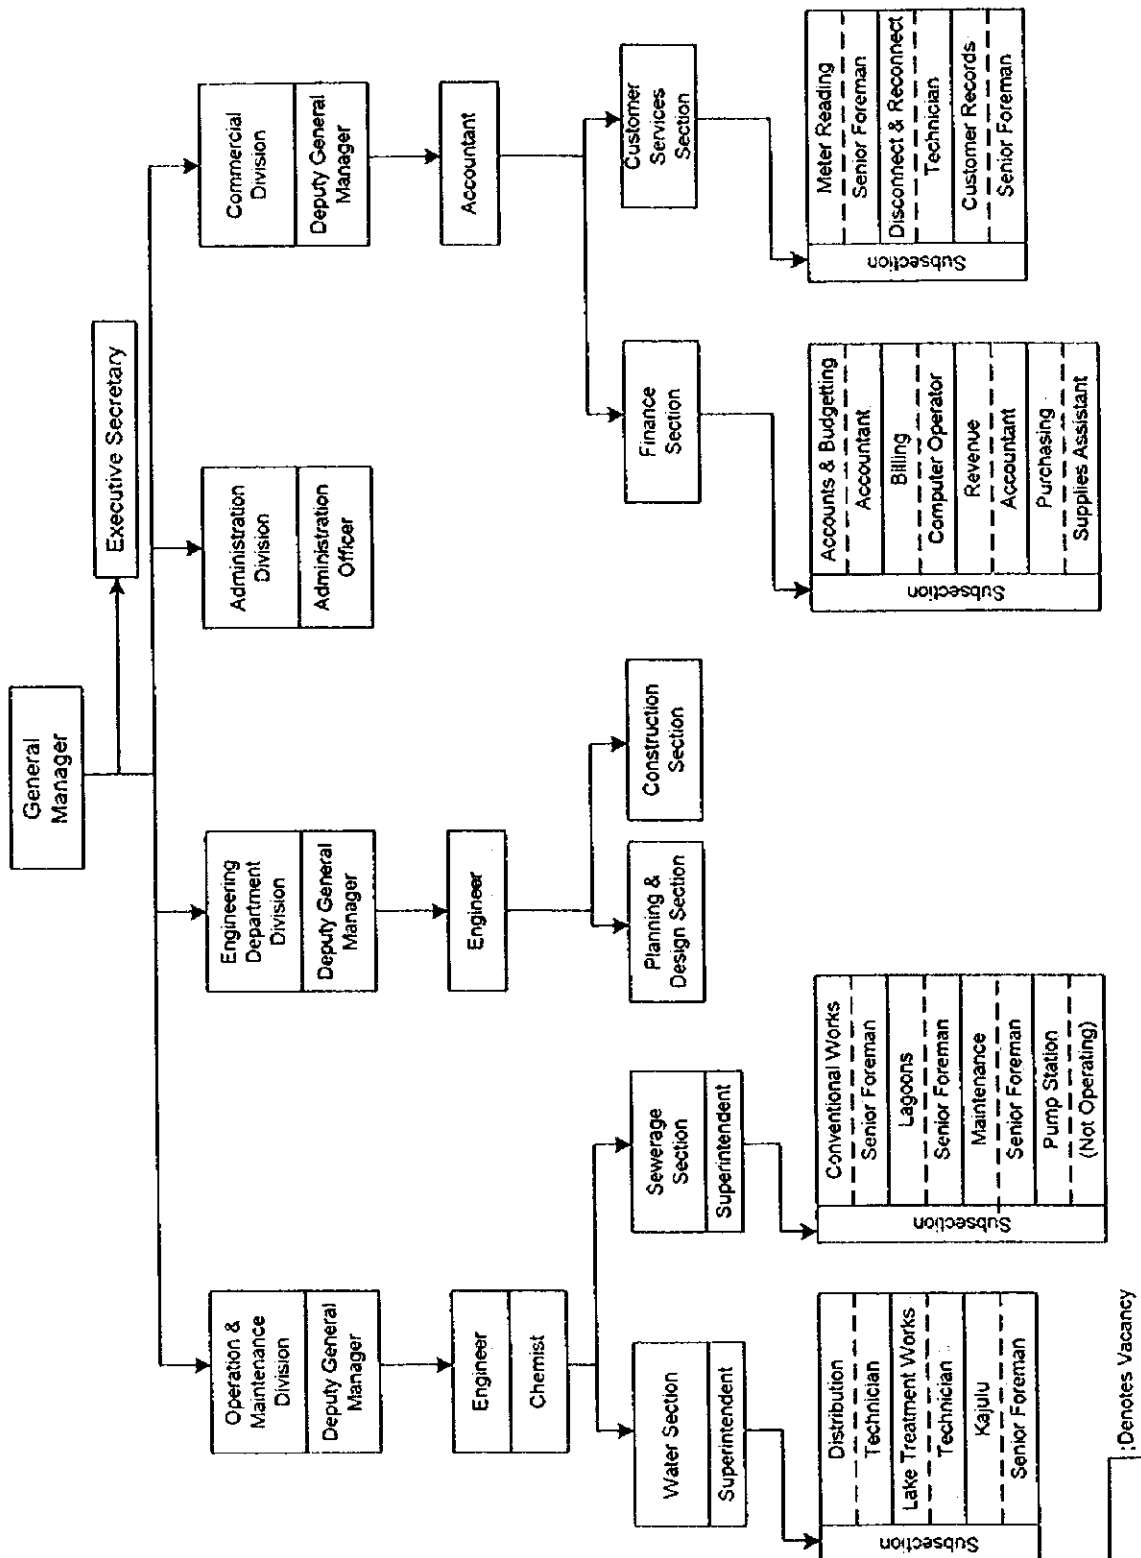 General
Manager
Executive Secretary
Operation &
Maintenance
Division
Deputy General
Manager
Engineering
Department
Division
Deputy General
Manager
Administration
Division
Administration
Officer
Commercial
Division
Deputy General
Manager
Engineer
Chemist
Engineer
Accountant
Water Section
Superintendent
Sewerage
Section
Superintendent
Planning &
Design Section
Construction
Section
Finance
Section
Customer
Services
Section
Subsection
Distribution
Technician
Lake Treatment Works
Technician
Kajulu
Senior Foreman
Subsection
Conventional Works
Senior Foreman
Lagoons
Senior Foreman
Maintenance
Senior Foreman
Pump Station
(Not Operating)
Subsection
Accounts & Budgetting
Accountant
Billing
Computer Operator
Revenue
Accountant
Purchasing
Supplies Assistant
Subsection
Meter Reading
Senior Foreman
Disconnect & Reconnect
Technician
Customer Records
Senior Foreman
:Denotes Vacancy